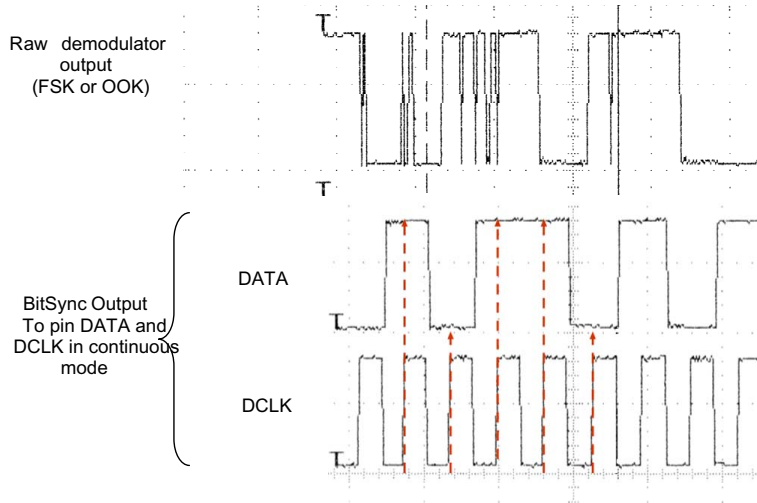 Raw demodulator
output
(FSK or OOK)
DATA
BitSync Output
To pin DATA and
DCLK in continuous
mode
DCLK